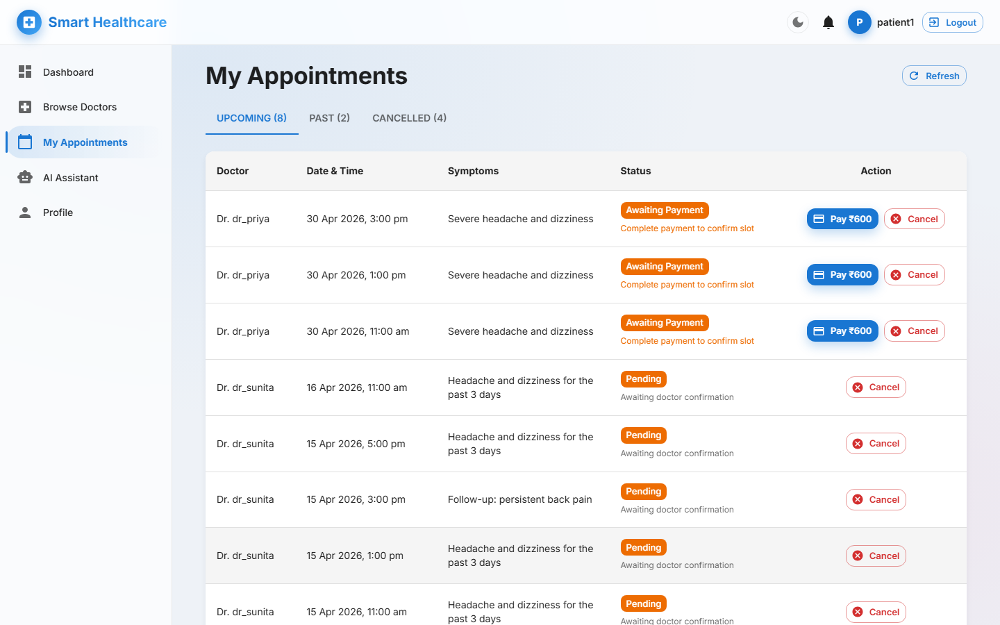 Smart Healthcare
P
patient1
Logout
Dashboard
Browse Doctors
My Appointments
AI Assistant
Profile
My Appointments
Refresh
UPCOMING (8)
PAST (2)
CANCELLED (4)
Doctor
Date & Time
Symptoms
Status
Action
Dr. dr_priya
30 Apr 2026, 3:00 pm
Severe headache and dizziness
Awaiting Payment
Complete payment to confirm slot
Pay ₹600
Cancel
Dr. dr_priya
30 Apr 2026, 1:00 pm
Severe headache and dizziness
Awaiting Payment
Complete payment to confirm slot
Pay ₹600
Cancel
Dr. dr_priya
30 Apr 2026, 11:00 am
Severe headache and dizziness
Awaiting Payment
Complete payment to confirm slot
Pay ₹600
Cancel
Dr. dr_sunita
16 Apr 2026, 11:00 am
Headache and dizziness for the
past 3 days
Pending
Awaiting doctor confirmation
Cancel
Dr. dr_sunita
15 Apr 2026, 5:00 pm
Headache and dizziness for the
past 3 days
Pending
Awaiting doctor confirmation
Cancel
Dr. dr_sunita
15 Apr 2026, 3:00 pm
Follow-up: persistent back pain
Pending
Awaiting doctor confirmation
Cancel
Dr. dr_sunita
15 Apr 2026, 1:00 pm
Headache and dizziness for the
past 3 days
Pending
Awaiting doctor confirmation
Cancel
Dr. dr_sunita
15 Apr 2026, 11:00 am
Headache and dizziness for the
past 3 days
Pending
Awaiting doctor confirmation
Cancel